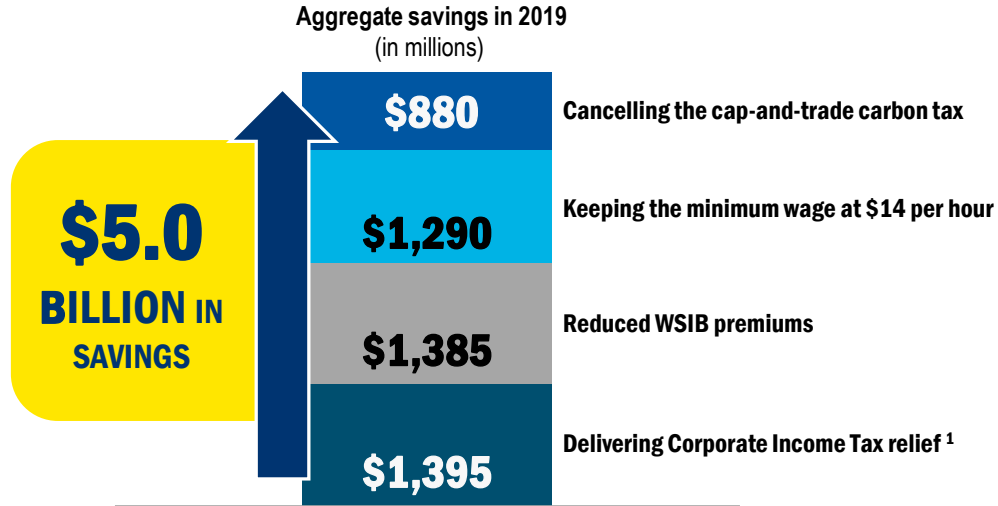 Aggregate savings in 2019
(in millions)
$880
Cancelling the cap-and-trade carbon tax
$5.0
BILLION IN
SAVINGS
$1,290
Keeping the minimum wage at $14 per hour
$1,385
Reduced WSIB premiums
$1,395
Delivering Corporate Income Tax relief ¹